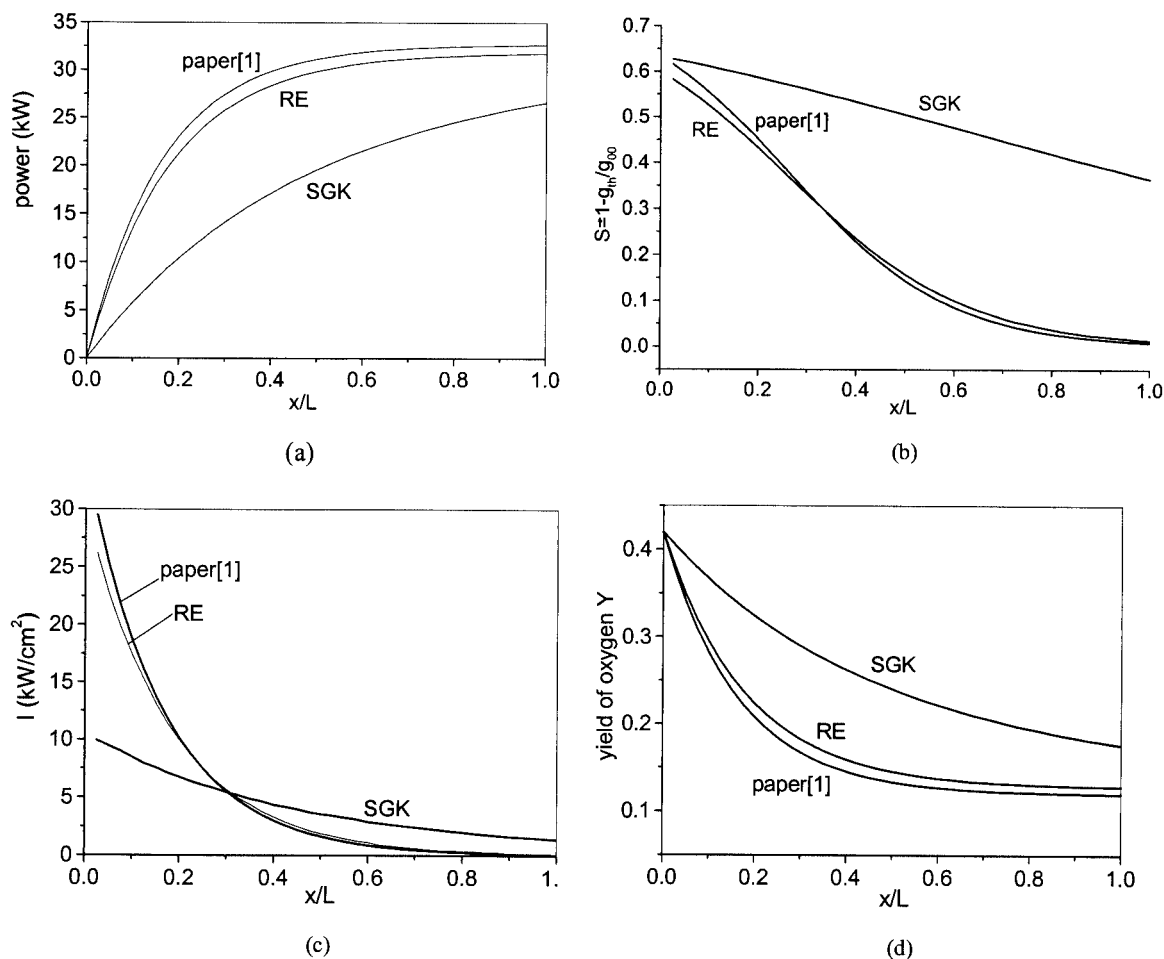 35
30
25
20
15
10
5
0
power (kW)
paper[1]
RE
SGK
0.0 0.2 0.4 0.6 0.8 1.0
x/L
(a)
0.7
0.6
0.5
0.4
0.3
0.2
0.1
0.0
S±1-gth/g00
SGK
paper[1]
RE
0.0 0.2 0.4 0.6 0.8 1.0
x/L
(b)
30
25
20
15
10
5
0
I (kW/cm²)
paper[1]
RE
SGK
0.0 0.2 0.4 0.6 0.8 1.
x/L
(c)
0.4
0.3
0.2
0.1
yield of oxygen Y
SGK
RE
paper[1]
0.0 0.2 0.4 0.6 0.8 1.0
x/L
(d)